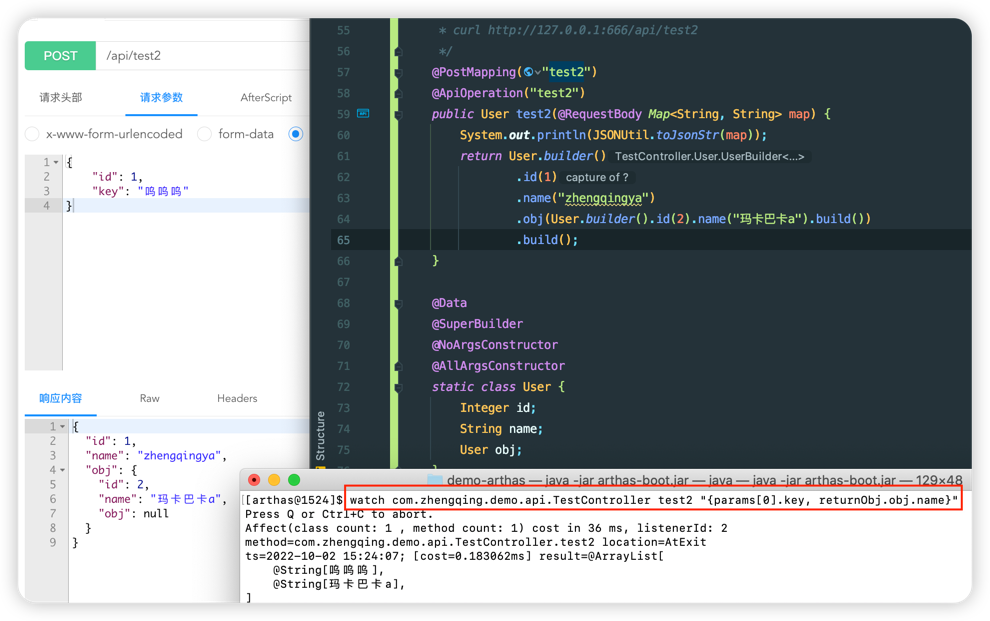 POST /api/test2
请求头部 请求参数 AfterScript
x-www-form-urlencoded form-data
1 {
2 "id": 1,
3 "key": "呜呜呜"
4 }
响应内容 Raw Headers
1 {
2 "id": 1,
3 "name": "zhengqingya",
4 "obj": {
5 "id": 2,
6 "name": "玛卡巴卡a",
7 "obj": null
8 }
9 }
55 * curl http://127.0.0.1:666/api/test2
56 */
57 @PostMapping("test2")
58 @ApiOperation("test2")
59 public User test2(@RequestBody Map<String, String> map) {
60 System.out.println(JSONUtil.toJsonStr(map));
61 return User.builder() TestController.User.UserBuilder<...>
62 .id(1) capture of ?
63 .name("zhengqingya")
64 .obj(User.builder().id(2).name("玛卡巴卡a").build())
65 .build();
66 }
67
68 @Data
69 @SuperBuilder
70 @NoArgsConstructor
71 @AllArgsConstructor
72 static class User {
73 Integer id;
74 String name;
75 User obj;
Structure
demo-arthas — java -jar arthas-boot.jar — java — java -jar arthas-boot.jar — 129×48
[[arthas@1524]$ watch com.zhengqing.demo.api.TestController test2 "{params[0].key, returnObj.obj.name}"
Press Q or Ctrl+C to abort.
Affect(class count: 1 , method count: 1) cost in 36 ms, listenerId: 2
method=com.zhengqing.demo.api.TestController.test2 location=AtExit
ts=2022-10-02 15:24:07; [cost=0.183062ms] result=@ArrayList[
@String[呜呜呜],
@String[玛卡巴卡a],
]